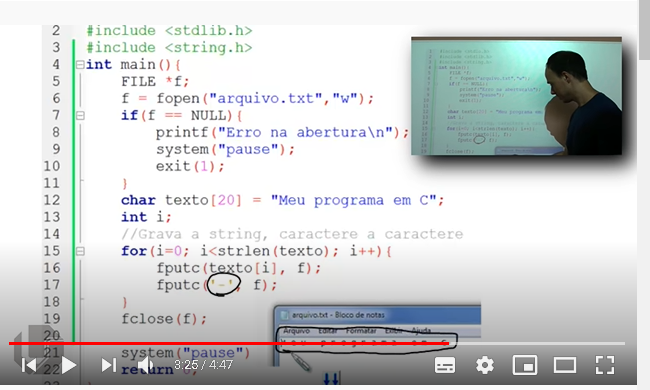 2 #include <stdlib.h>
3 #include <string.h>
4 int main(){
5 FILE *f;
6 f = fopen("arquivo.txt","w");
7 if(f == NULL){
8 printf("Erro na abertura\n");
9 system("pause");
10 exit(1);
11 }
12 char texto[20] = "Meu programa em C";
13 int i;
14 //Grava a string, caractere a caractere
15 for(i=0; i<strlen(texto); i++){
16 fputc(texto[i], f);
17 fputc('-', f);
18 }
19 fclose(f);
20
21 system("pause")
22 return
arquivo.txt - Bloco de notas
Arquivo Editar Formatar Exibir Ajuda
3:25 / 4:47